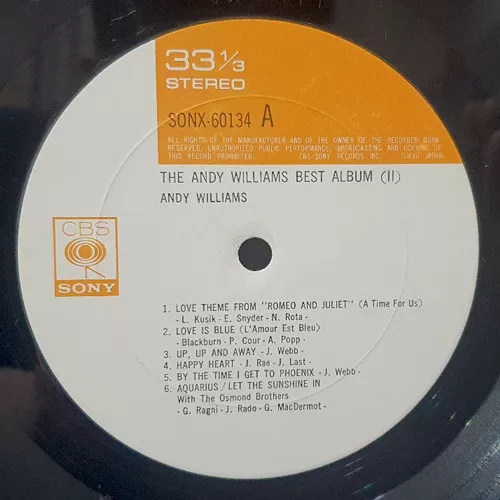 33 1/3
STEREO
SONX-60134 A
ALL RIGHTS OF THE MANUFACTURER AND OF THE OWNER OF THE RECORDED WORK
RESERVED. UNAUTHORIZED PUBLIC PERFORMANCE, BROADCASTING AND COPYING OF
THIS RECORD PROHIBITED. CBS/SONY RECORDS INC. TOKYO JAPAN.
THE ANDY WILLIAMS BEST ALBUM (II)
ANDY WILLIAMS
CBS
SONY
1. LOVE THEME FROM "ROMEO AND JULIET" (A Time For Us)
- L. Kusik - E. Snyder - N. Rota -
2. LOVE IS BLUE (L'Amour Est Bleu)
- Blackburn - P. Cour - A. Popp -
3. UP, UP AND AWAY - J. Webb -
4. HAPPY HEART - J. Rae - J. Last -
5. BY THE TIME I GET TO PHOENIX - J. Webb -
6. AQUARIUS/LET THE SUNSHINE IN
With The Osmond Brothers
- G. Ragni - J. Rado - G. MacDermot -